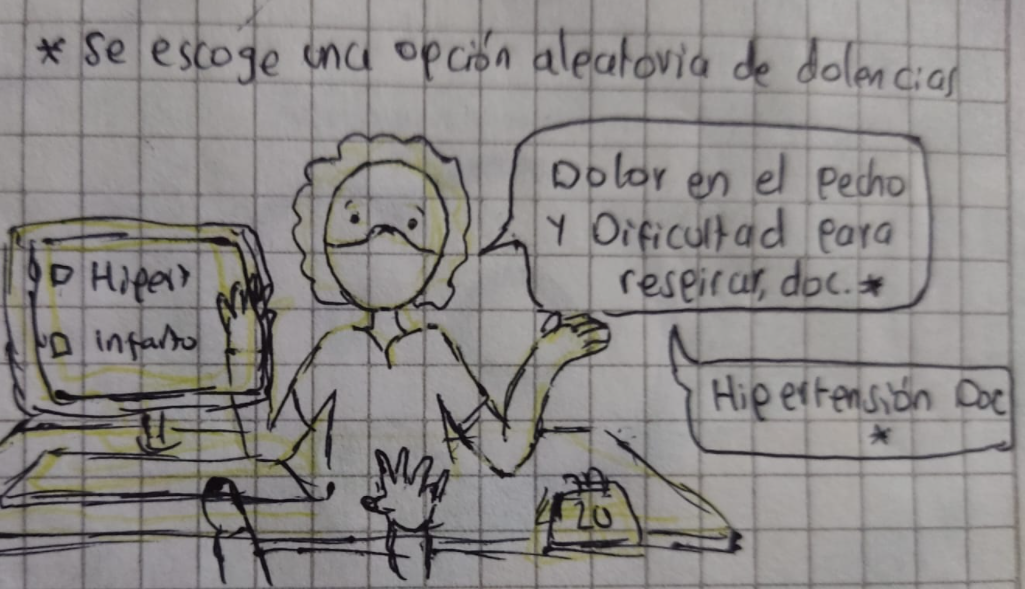 * Se escoge una opción aleatoria de dolencias
Dolor en el pecho
Y Dificultad para
respirar, doc.*
Hipert
infarto
Hipertensión Doc
*
20